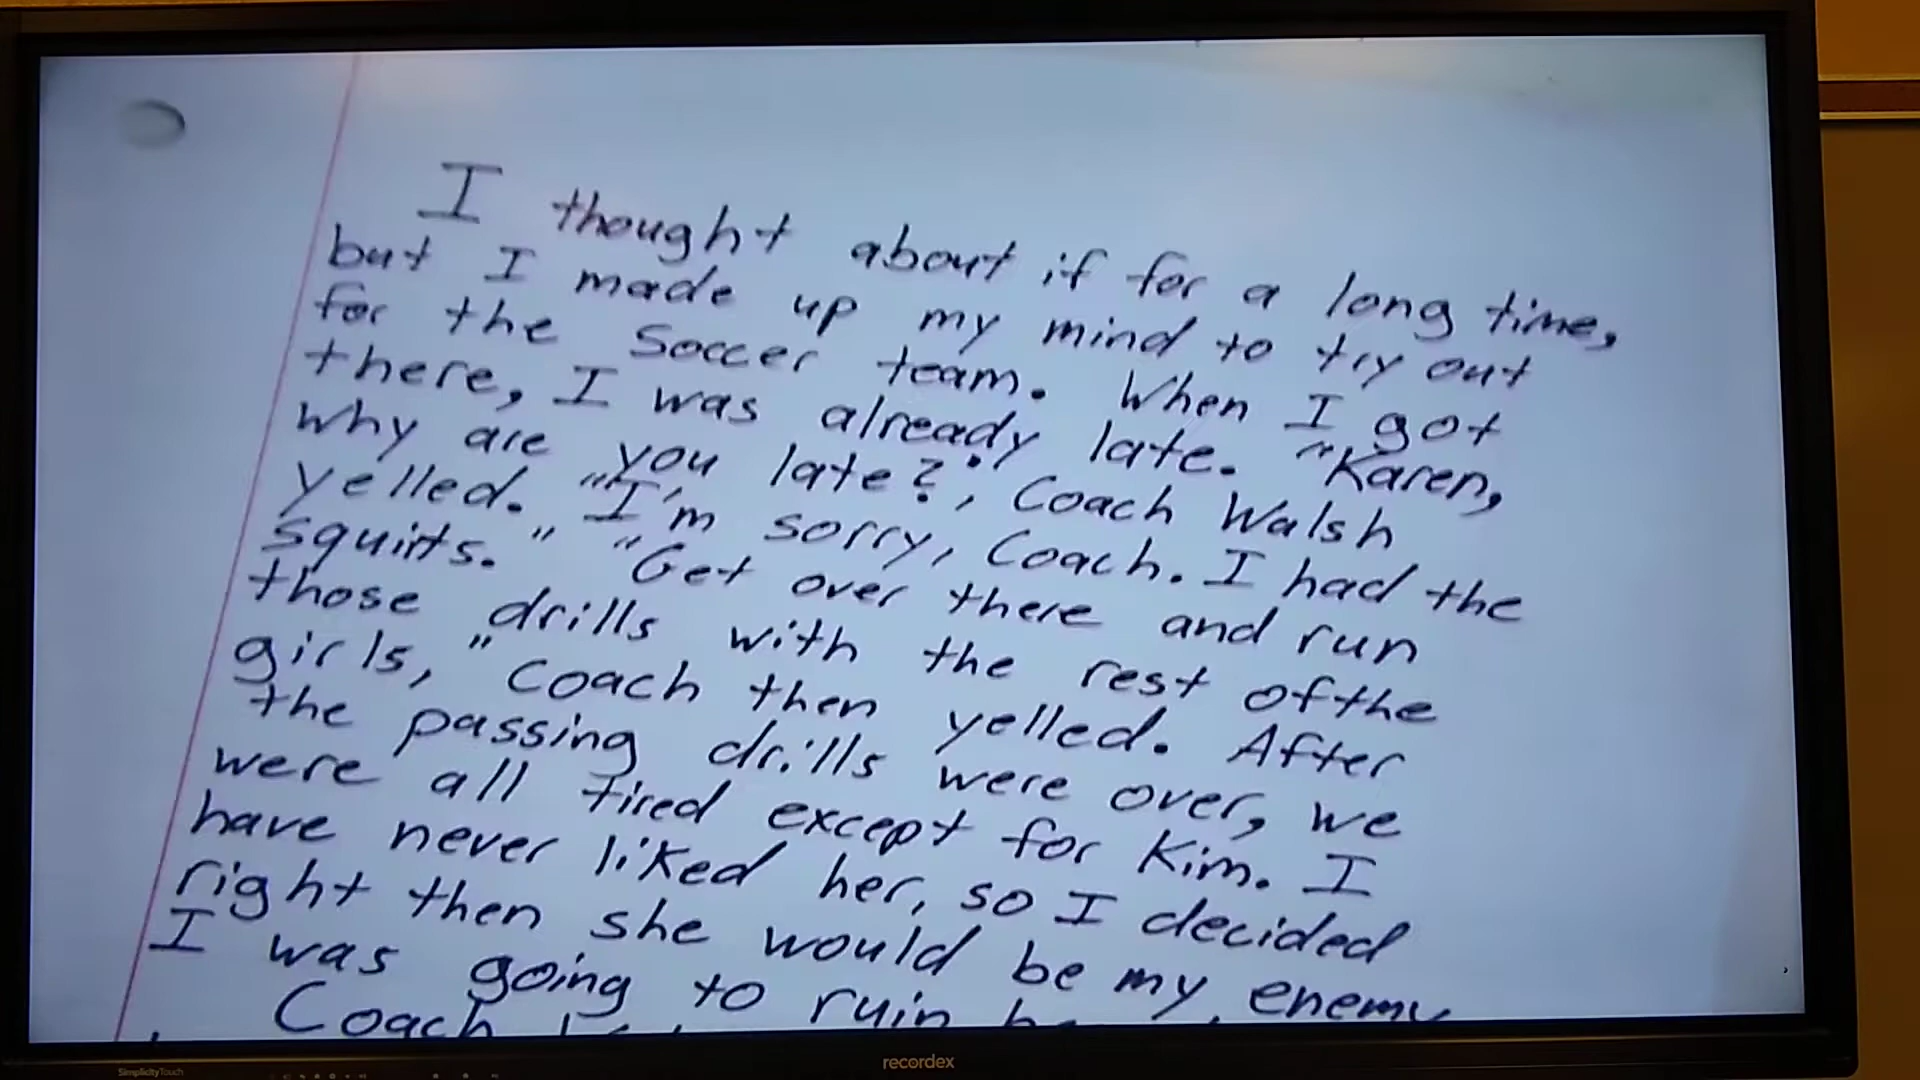 I thought about if for a long time,
but I made up my mind to try out
for the Soccer team. When I got
there, I was already late. "Karen,
why are you late?", Coach Walsh
yelled. "I'm sorry, Coach. I had the
squirts." "Get over there and run
those drills with the rest of the
girls," Coach then yelled. After
the passing drills were over, we
were all tired except for Kim. I
have never liked her, so I decided
right then she would be my enemy
I was going to ruin
Coach
recordex
SimplicityTouch